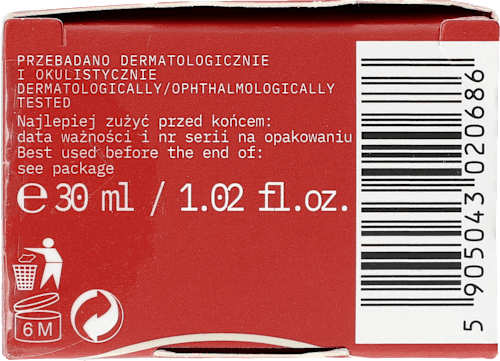 PRZEBADANO DERMATOLOGICZNIE
I OKULISTYCZNIE
DERMATOLOGICALLY/OPHTHALMOLOGICALLY
TESTED
Najlepiej zużyć przed końcem:
data ważności i nr serii na opakowaniu
Best used before the end of:
see package
℮ 30 ml / 1.02 fl.oz.
6M
5 905043 020686